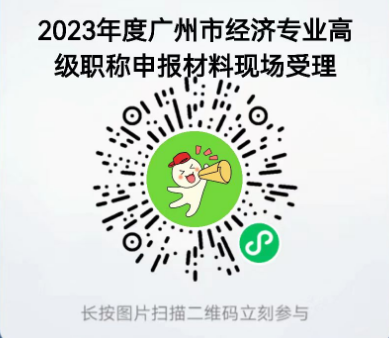 2023年度广州市经济专业高
级职称申报材料现场受理
长按图片扫描二维码立刻参与